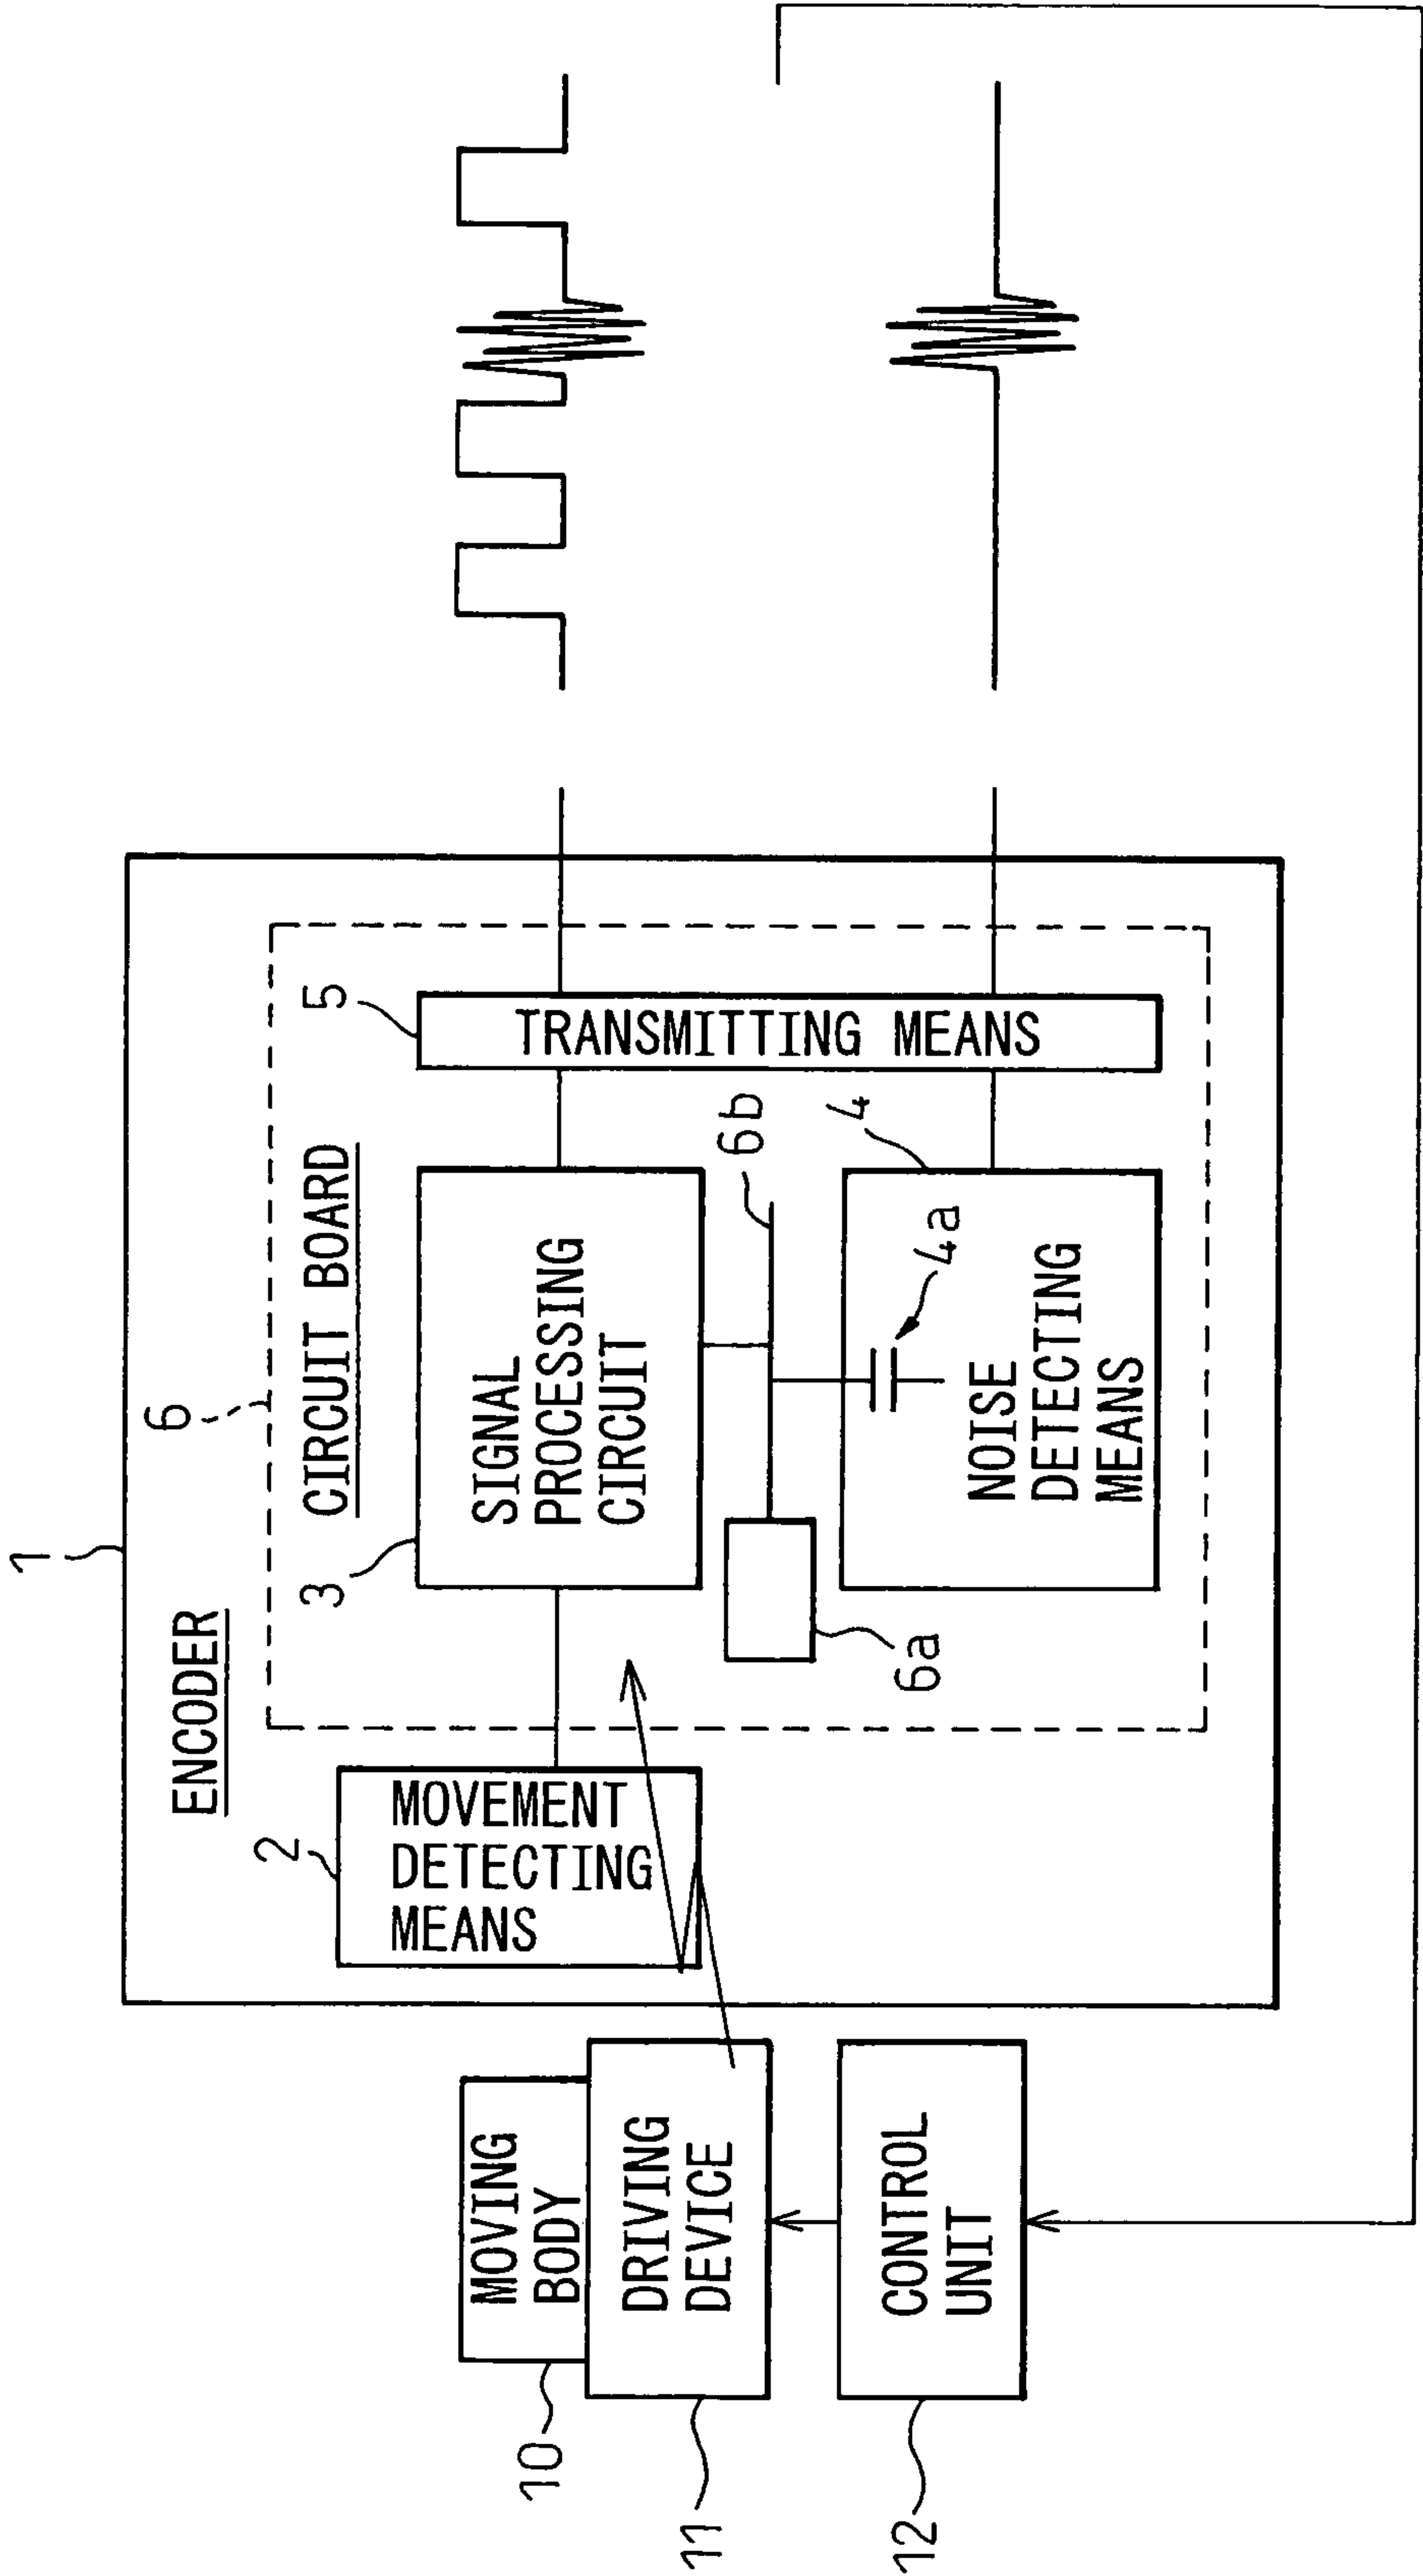 1
ENCODER
6
CIRCUIT BOARD
2
MOVEMENT
DETECTING
MEANS
3
SIGNAL
PROCESSING
CIRCUIT
5
TRANSMITTING MEANS
6a
6b
4
4a
NOISE
DETECTING
MEANS
10
MOVING
BODY
11
DRIVING
DEVICE
12
CONTROL
UNIT